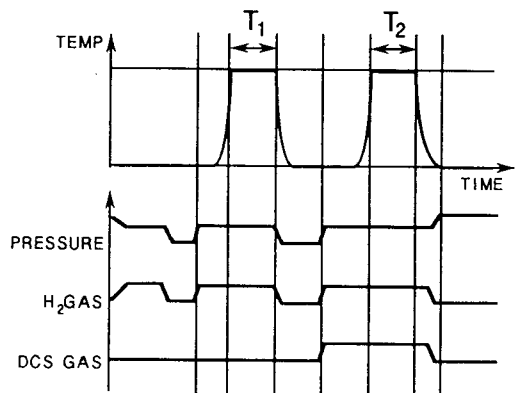 T₁ T₂
TEMP
TIME
PRESSURE
H₂GAS
DCS GAS